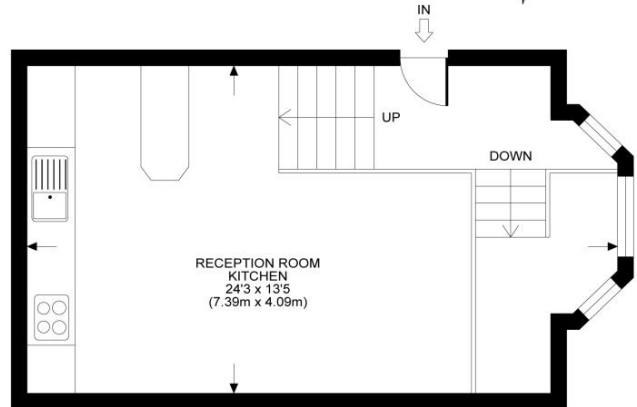 IN
UP
DOWN
RECEPTION ROOM
KITCHEN
24'3 x 13'5
(7.39m x 4.09m)